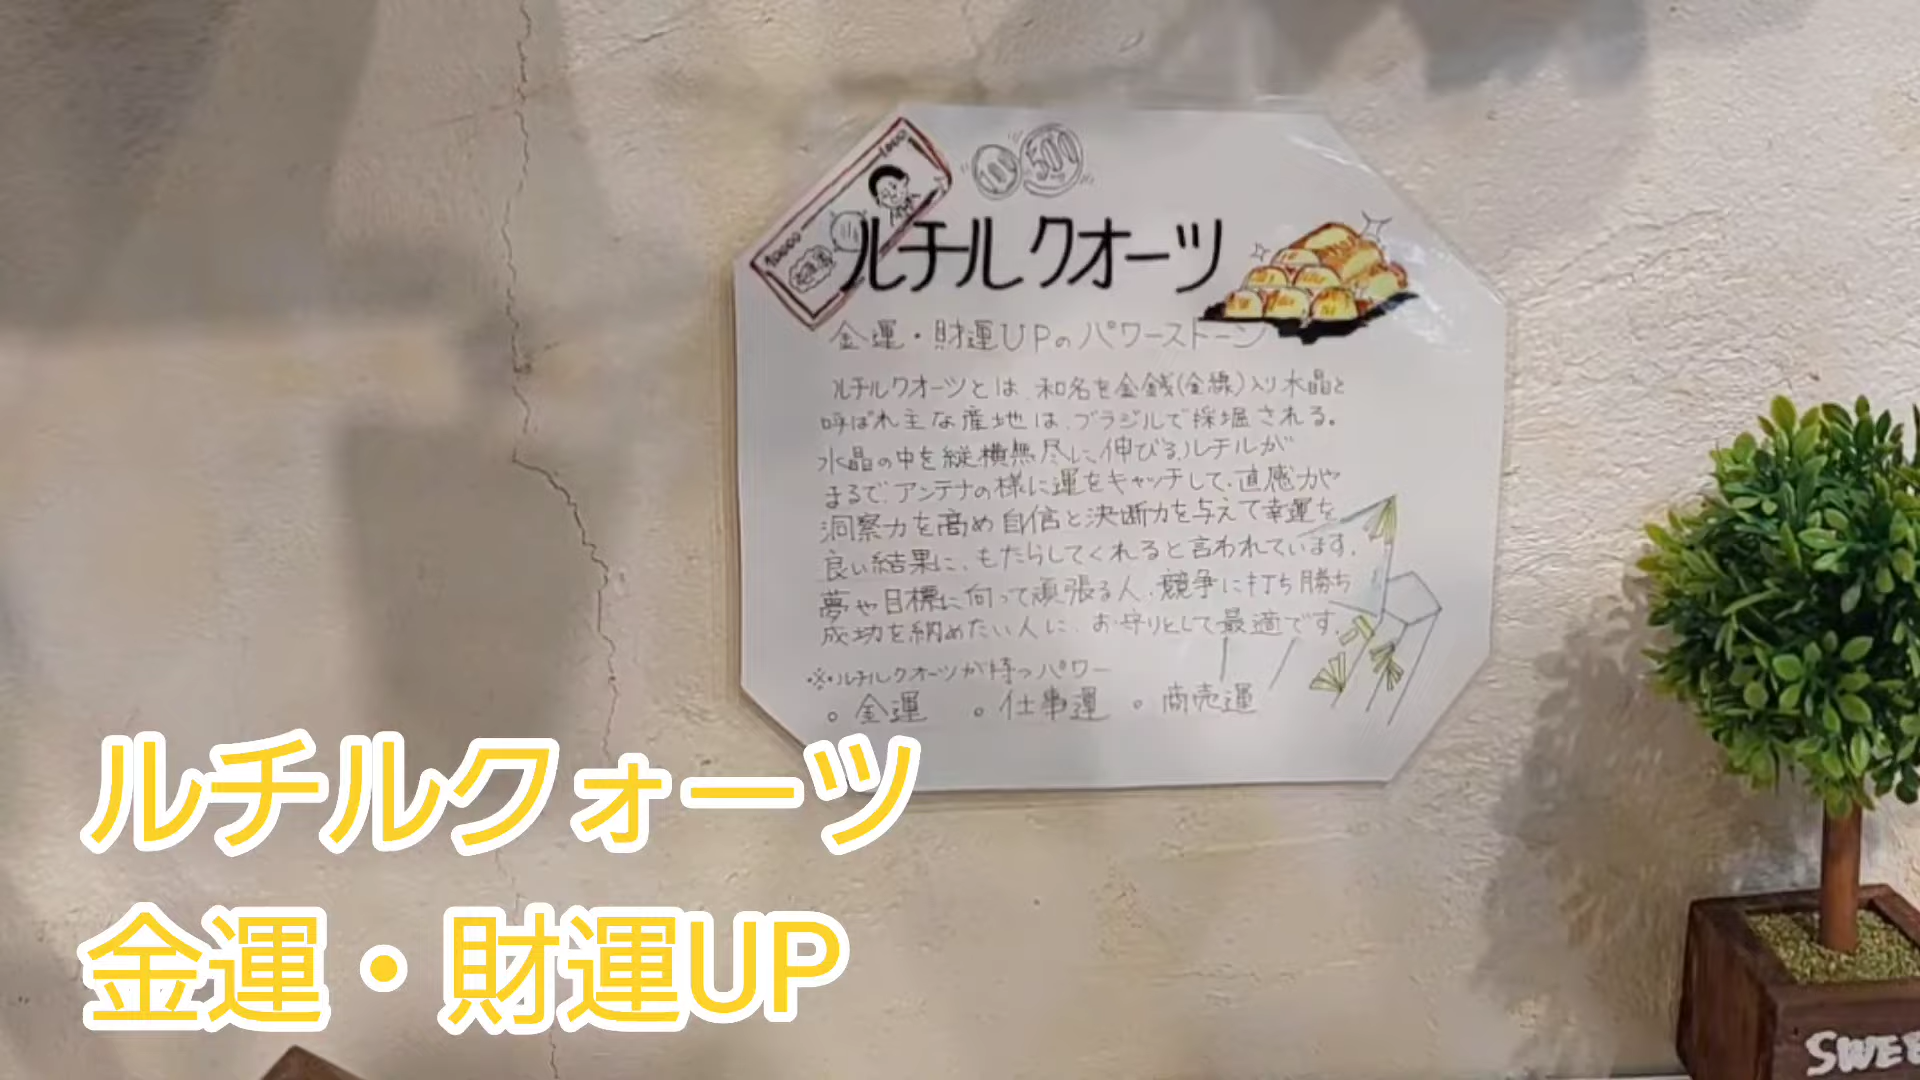 1000
10000
100
500
ルチルクオーツ
金運・財運UPのパワーストーン
ルチルクオーツとは、和名を金銭(金線)入り水晶と
呼ばれ主な産地は、ブラジルで採堀される。
水晶の中を縦横無尽に、伸びる、ルチルが
まるで、アンテナの様に運をキャッチして、直感力や
洞察力を高め自信と決断力を与えて幸運を
良い結果に、もたらしてくれると言われています。
夢や目標に向って頑張る人、競争に打ち勝ち
成功を納めたい人に、お守りとして最適です。
※ルチルクオーツが持つパワー
。金運 。仕事運 。商売運
ルチルクォーツ
金運・財運UP
SWEE